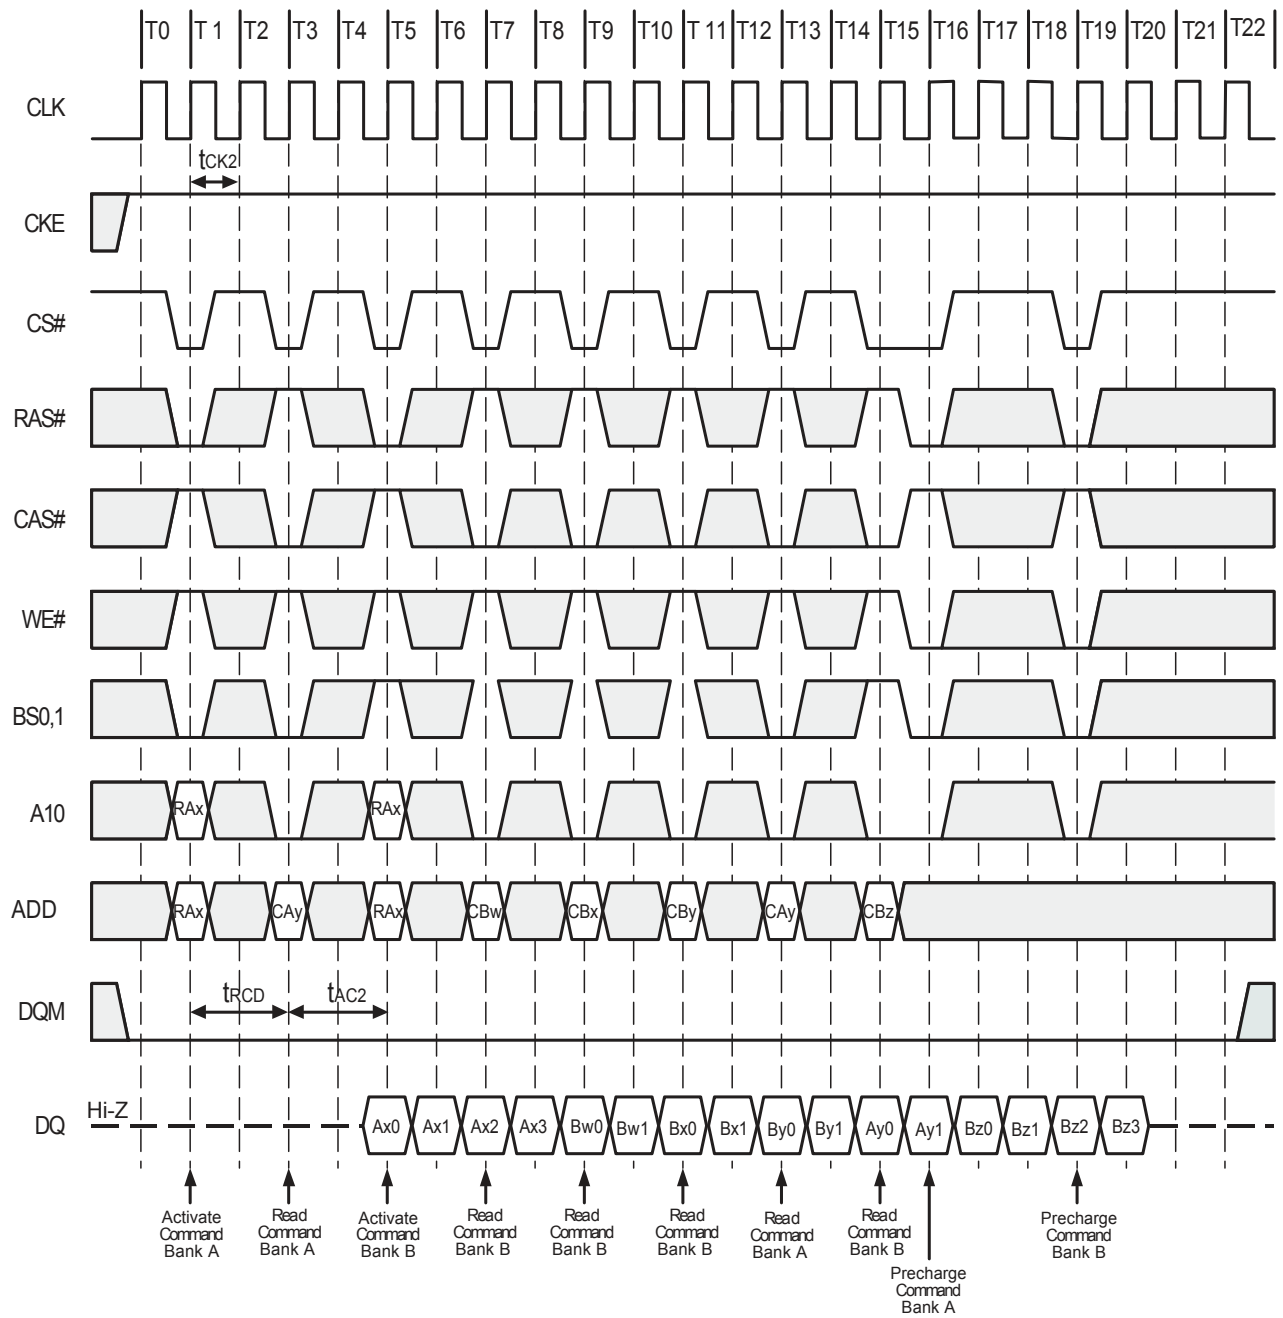 T0 T 1 T2 T3 T4 T5 T6 T7 T8 T9 T10 T 11 T12 T13 T14 T15 T16 T17 T18 T19 T20 T21 T22
CLK
tCK2
CKE
CS#
RAS#
CAS#
WE#
BS0,1
A10 RAx RAx
ADD RAx CAy RAx CBw CBx CBy CAy CBz
DQM tRCD tAC2
Hi-Z
DQ Ax0 Ax1 Ax2 Ax3 Bw0 Bw1 Bx0 Bx1 By0 By1 Ay0 Ay1 Bz0 Bz1 Bz2 Bz3
Activate
Command
Bank A
Read
Command
Bank A
Activate
Command
Bank B
Read
Command
Bank B
Read
Command
Bank B
Read
Command
Bank B
Read
Command
Bank A
Read
Command
Bank B
Precharge
Command
Bank A
Precharge
Command
Bank B